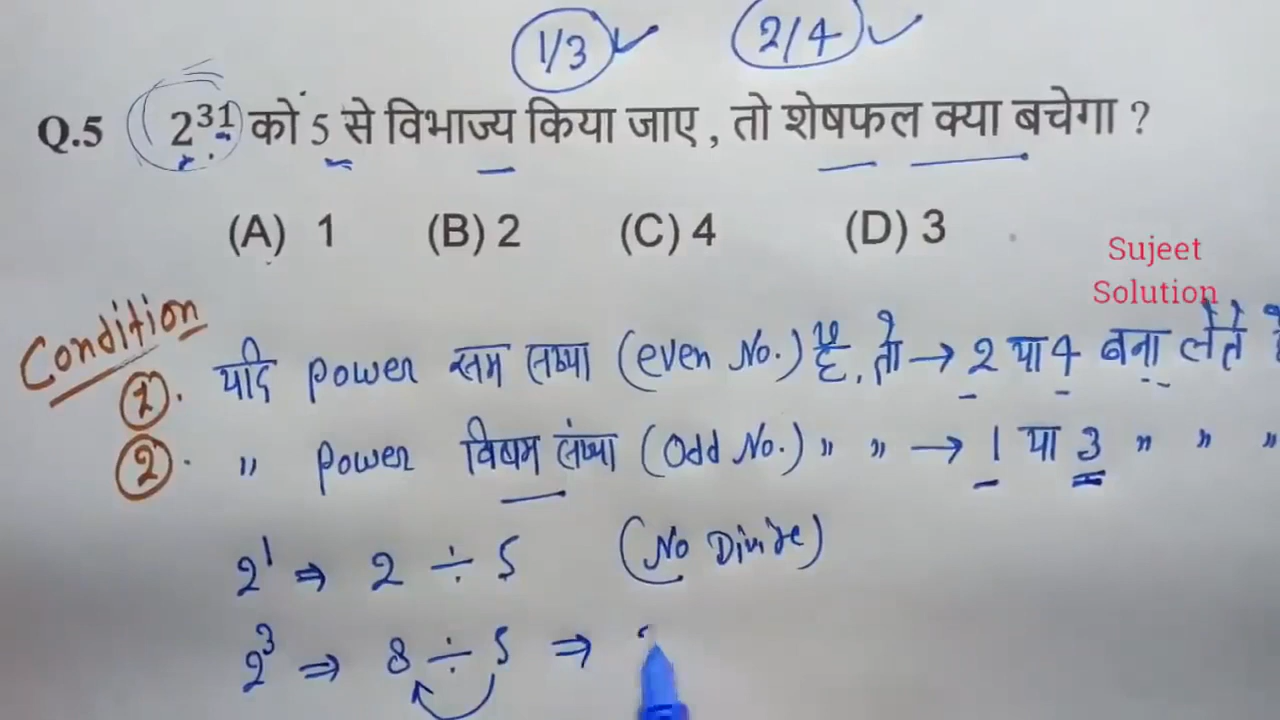 1/3 2/4
Q.5 2³¹ को 5 से विभाज्य किया जाए , तो शेषफल क्या बचेगा ?
(A) 1 (B) 2 (C) 4 (D) 3
Sujeet
Solution
Condition
1. यदि power सम संख्या (even No.) है, तो → 2 या 4 बना लेते
2. " power विषम संख्या (Odd No.) " " → 1 या 3 " " "
2¹ ⇒ 2 ÷ 5 (No Divide)
2³ ⇒ 8 ÷ 5 ⇒